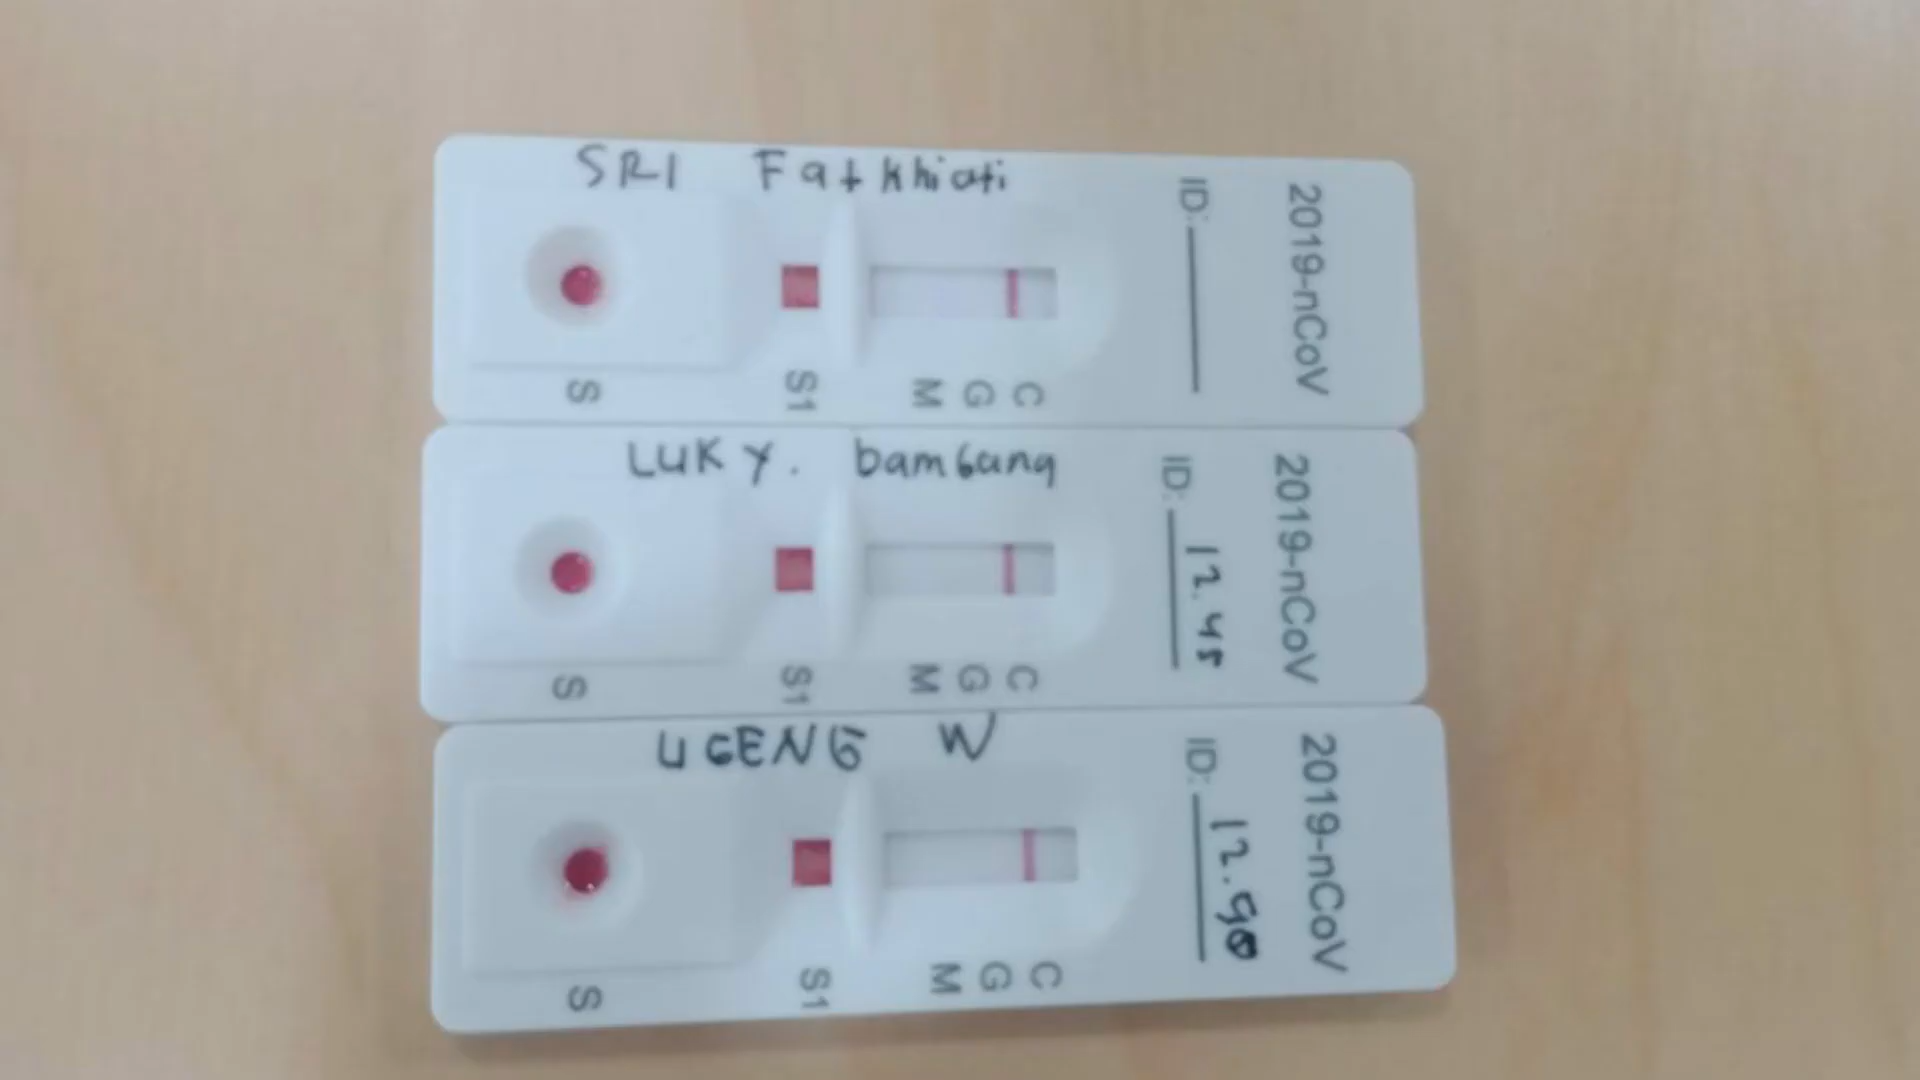 SRI Fatkhiati
ID:
2019-nCoV
S
S1
M G C
LUKY. bambang
ID: 12.45
2019-nCoV
S
S1
M G C
UGENG W
ID: 12.50
2019-nCoV
S
S1
M G C